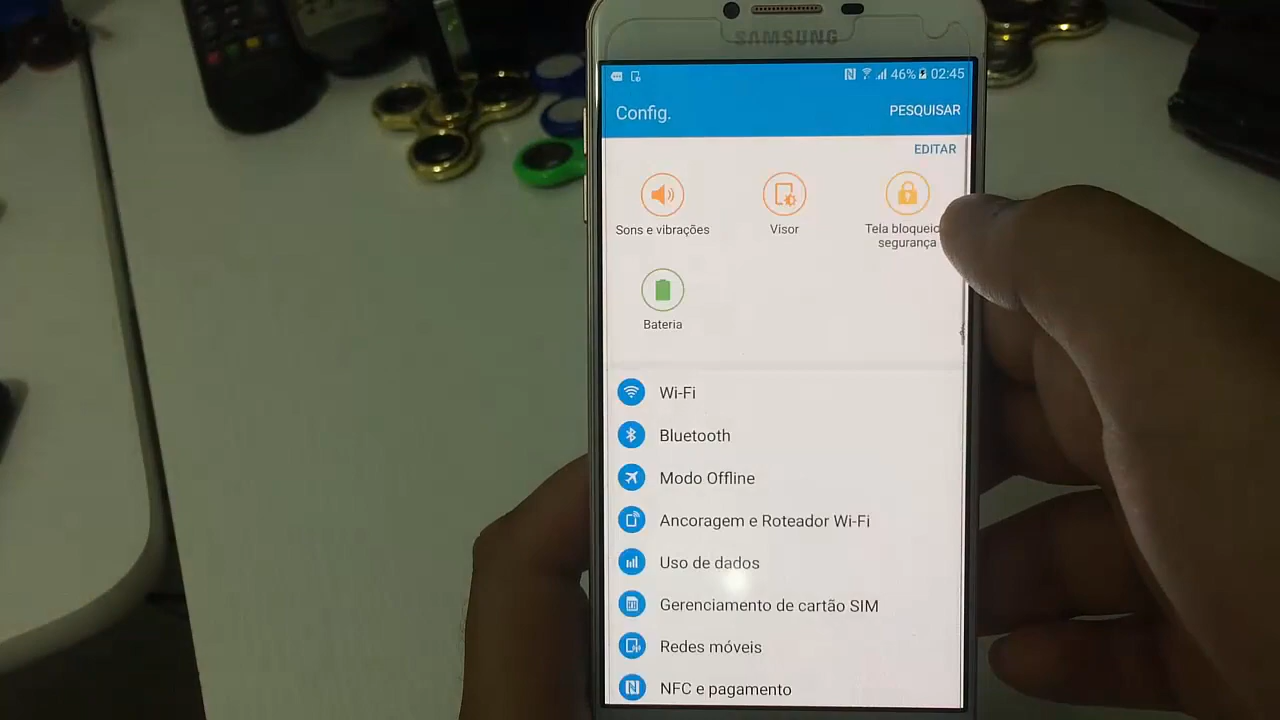 SAMSUNG
46% 02:45
Config.
PESQUISAR
EDITAR
Sons e vibrações
Visor
Tela bloqueio
segurança
Bateria
Wi-Fi
Bluetooth
Modo Offline
Ancoragem e Roteador Wi-Fi
Uso de dados
Gerenciamento de cartão SIM
Redes móveis
NFC e pagamento